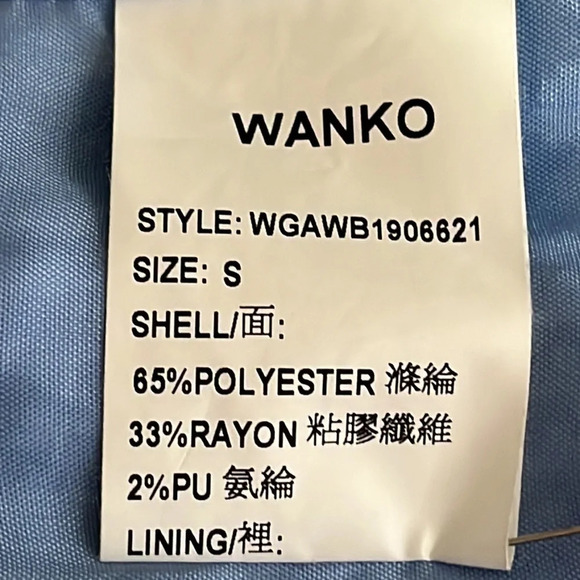 WANKO
STYLE: WGAWB1906621
SIZE: S
SHELL/面:
65%POLYESTER 滌綸
33%RAYON 粘膠纖維
2%PU 氨綸
LINING/裡: